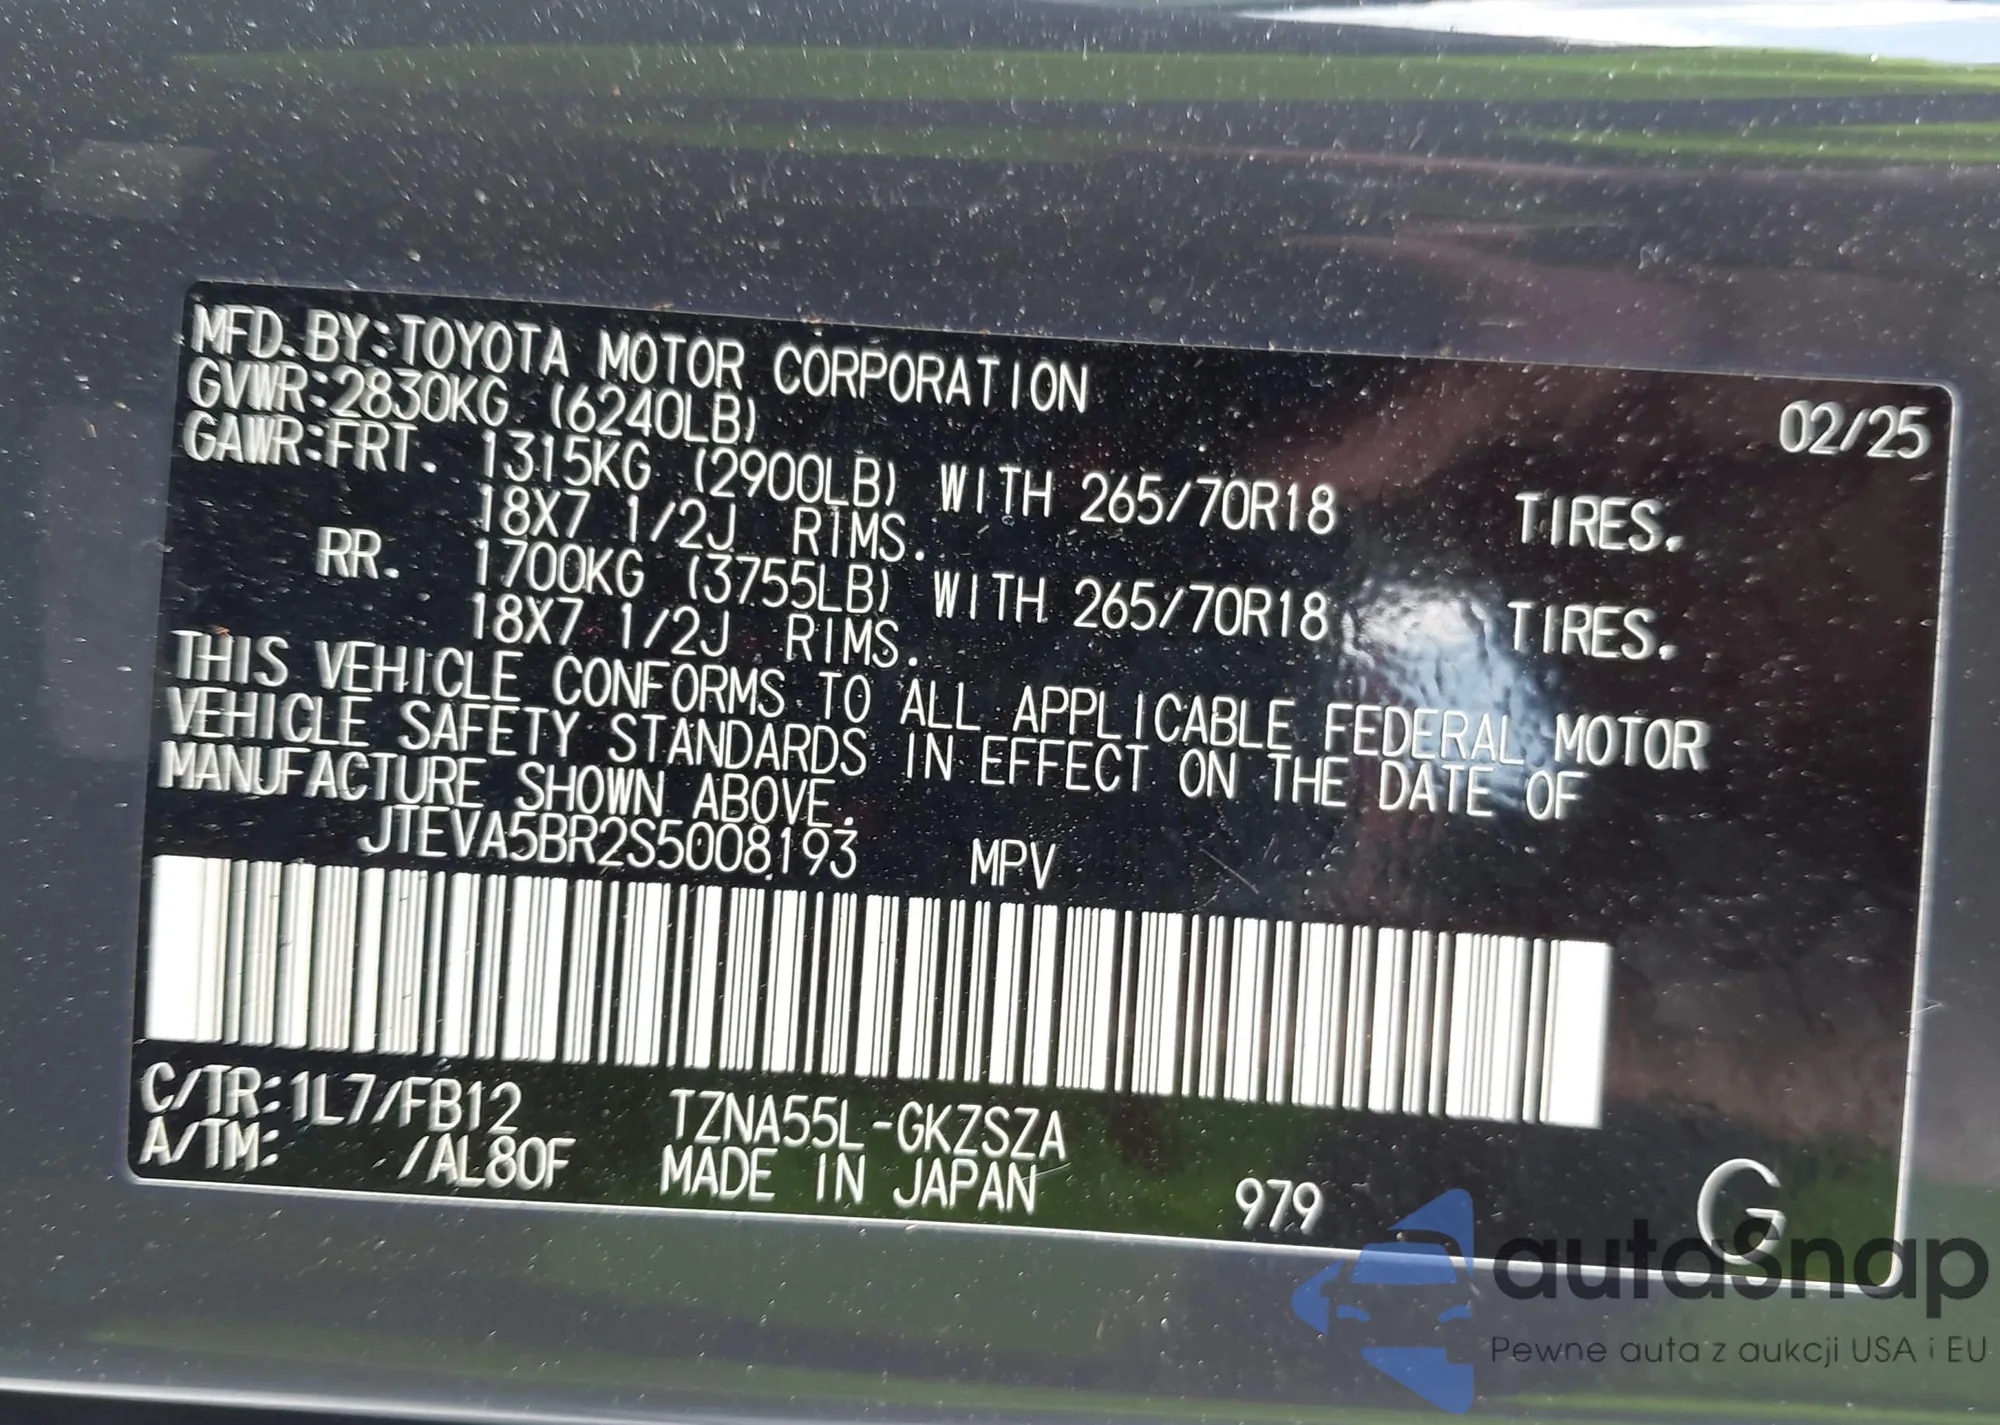 MFD.BY:TOYOTA MOTOR CORPORATION 02/25
GVWR:2830KG (6240LB)
GAWR:FRT. 1315KG (2900LB) WITH 265/70R18 TIRES.
18X7 1/2J RIMS.
RR. 1700KG (3755LB) WITH 265/70R18 TIRES.
18X7 1/2J RIMS.
THIS VEHICLE CONFORMS TO ALL APPLICABLE FEDERAL MOTOR
VEHICLE SAFETY STANDARDS IN EFFECT ON THE DATE OF
MANUFACTURE SHOWN ABOVE.
JTEVA5BR2S5008193 MPV
C/TR:1L7/FB12 TZNA55L-GKZSZA
A/TM: /AL80F MADE IN JAPAN 979 G
autaSnap
Pewne auta z aukcji USA i EU